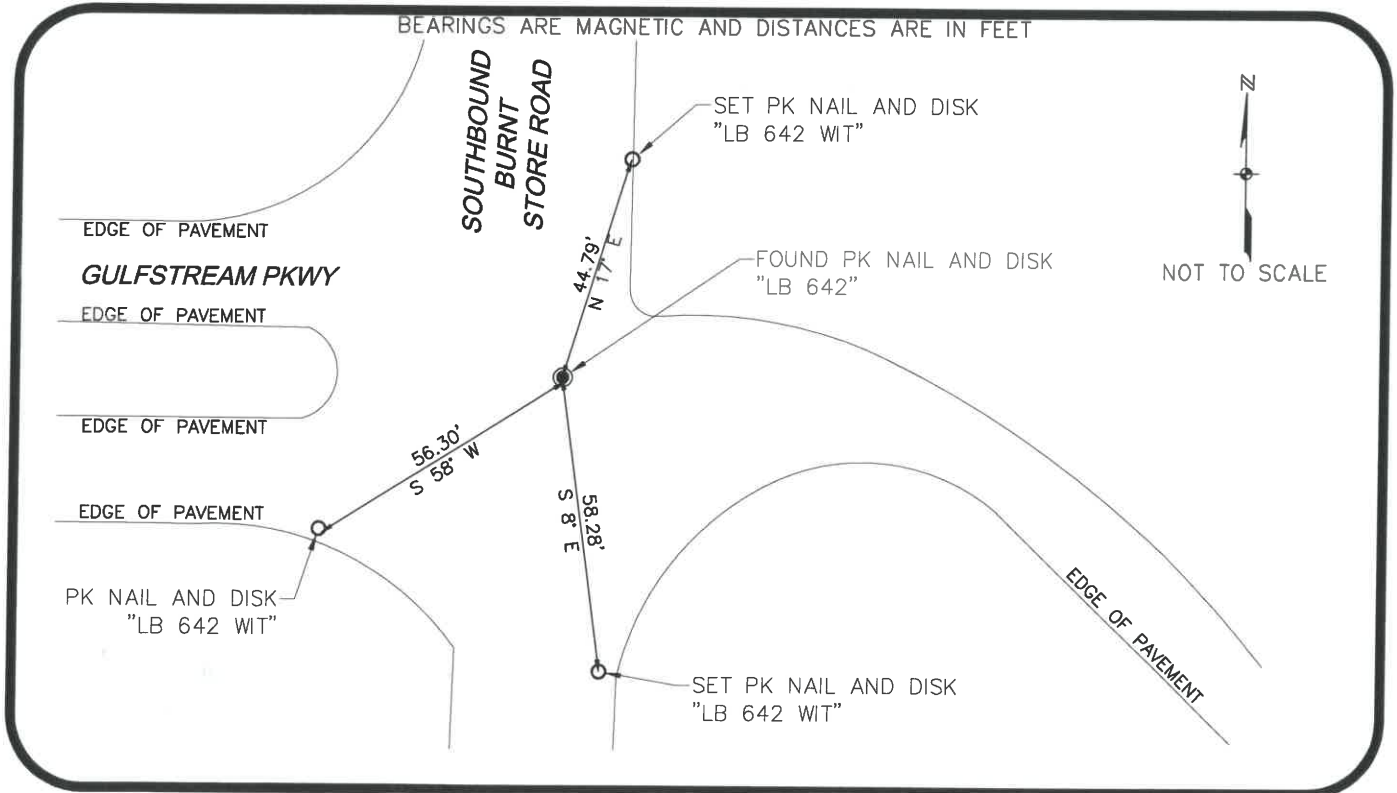 BEARINGS ARE MAGNETIC AND DISTANCES ARE IN FEET
SOUTHBOUND
BURNT
STORE ROAD
SET PK NAIL AND DISK
"LB 642 WIT"
N
NOT TO SCALE
EDGE OF PAVEMENT
GULFSTREAM PKWY
EDGE OF PAVEMENT
44.79'
N 17° E
FOUND PK NAIL AND DISK
"LB 642"
EDGE OF PAVEMENT
56.30'
S 58° W
EDGE OF PAVEMENT
58.28'
S 8° E
PK NAIL AND DISK
"LB 642 WIT"
SET PK NAIL AND DISK
"LB 642 WIT"
EDGE OF PAVEMENT